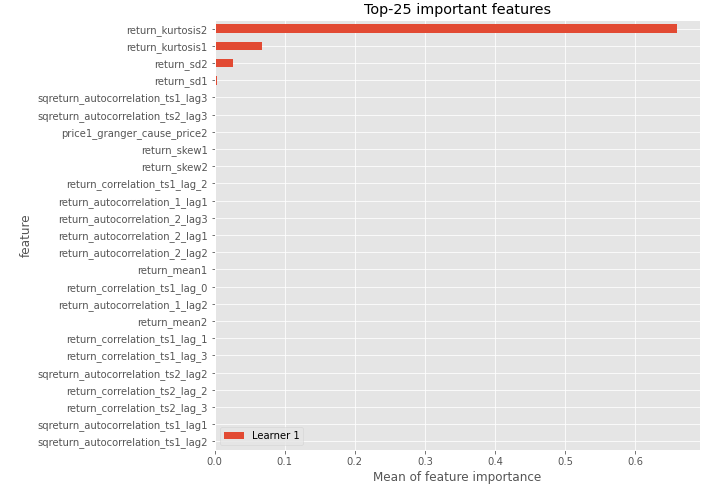 Top-25 important features
return_kurtosis2
return_kurtosis1
return_sd2
return_sd1
sqreturn_autocorrelation_ts1_lag3
sqreturn_autocorrelation_ts2_lag3
price1_granger_cause_price2
return_skew1
return_skew2
return_correlation_ts1_lag_2
return_autocorrelation_1_lag1
return_autocorrelation_2_lag3
return_autocorrelation_2_lag1
return_autocorrelation_2_lag2
return_mean1
return_correlation_ts1_lag_0
return_autocorrelation_1_lag2
return_mean2
return_correlation_ts1_lag_1
return_correlation_ts1_lag_3
sqreturn_autocorrelation_ts2_lag2
return_correlation_ts2_lag_2
return_correlation_ts2_lag_3
sqreturn_autocorrelation_ts1_lag1
sqreturn_autocorrelation_ts1_lag2
feature
Learner 1
0.0 0.1 0.2 0.3 0.4 0.5 0.6
Mean of feature importance